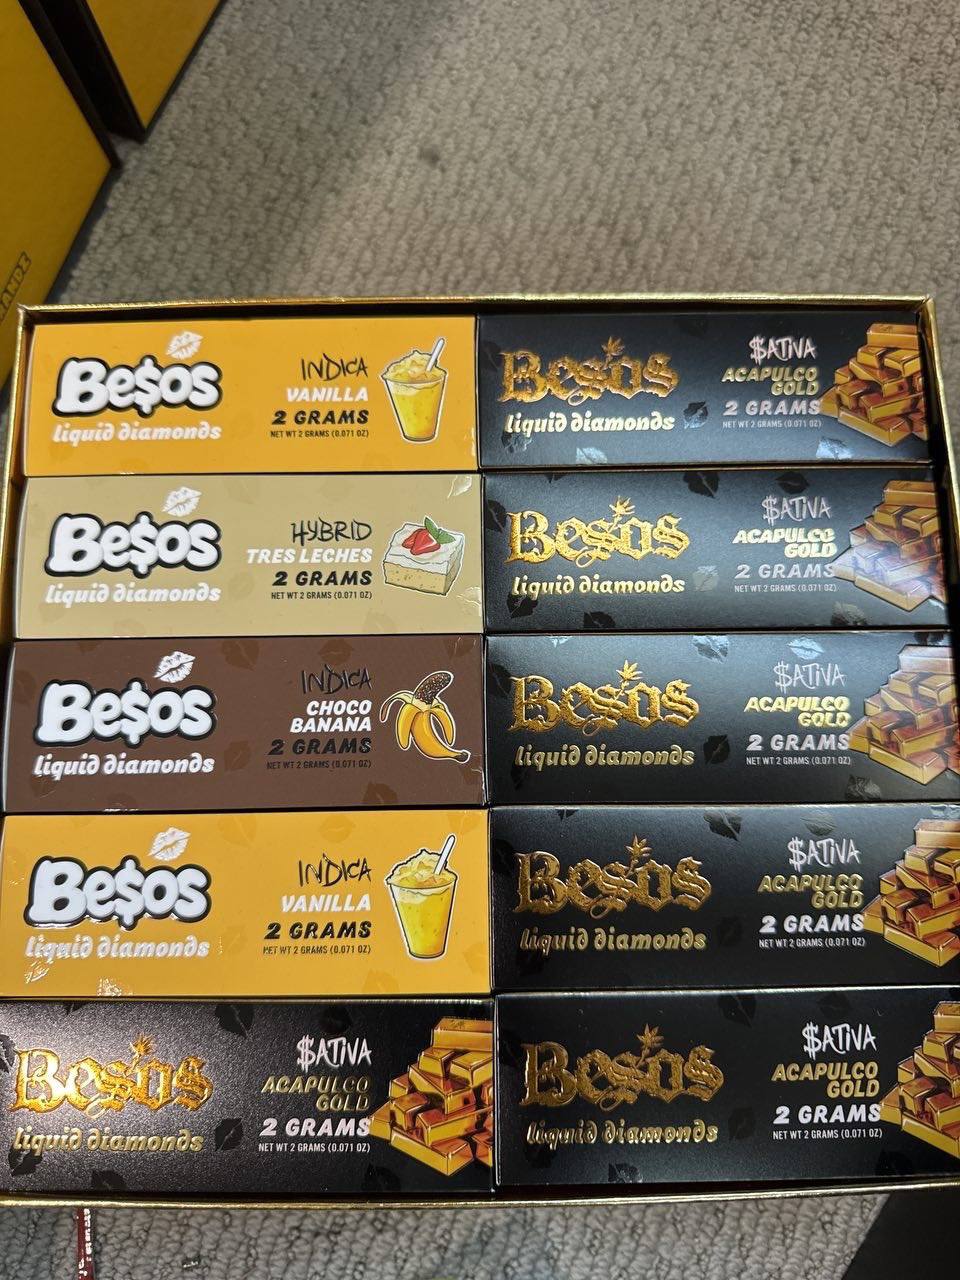 ANDZ
Be$os
liquid diamonds
INDICA
VANILLA
2 GRAMS
NET WT 2 GRAMS (0.071 OZ)
Be$os
liquid diamonds
$ATIVA
ACAPULCO
GOLD
2 GRAMS
NET WT 2 GRAMS (0.071 OZ)
Be$os
liquid diamonds
HYBRID
TRES LECHES
2 GRAMS
NET WT 2 GRAMS (0.071 OZ)
Be$os
liquid diamonds
$ATIVA
ACAPULCO
GOLD
2 GRAMS
NET WT 2 GRAMS (0.071 OZ)
Be$os
liquid diamonds
INDICA
CHOCO
BANANA
2 GRAMS
NET WT 2 GRAMS (0.071 OZ)
Be$os
liquid diamonds
$ATIVA
ACAPULCO
GOLD
2 GRAMS
NET WT 2 GRAMS (0.071 OZ)
Be$os
liquid diamonds
INDICA
VANILLA
2 GRAMS
NET WT 2 GRAMS (0.071 OZ)
Be$os
liquid diamonds
$ATIVA
ACAPULCO
GOLD
2 GRAMS
NET WT 2 GRAMS (0.071 OZ)
Be$os
liquid diamonds
$ATIVA
ACAPULCO
GOLD
2 GRAMS
NET WT 2 GRAMS (0.071 OZ)
Be$os
liquid diamonds
$ATIVA
ACAPULCO
GOLD
2 GRAMS
NET WT 2 GRAMS (0.071 OZ)